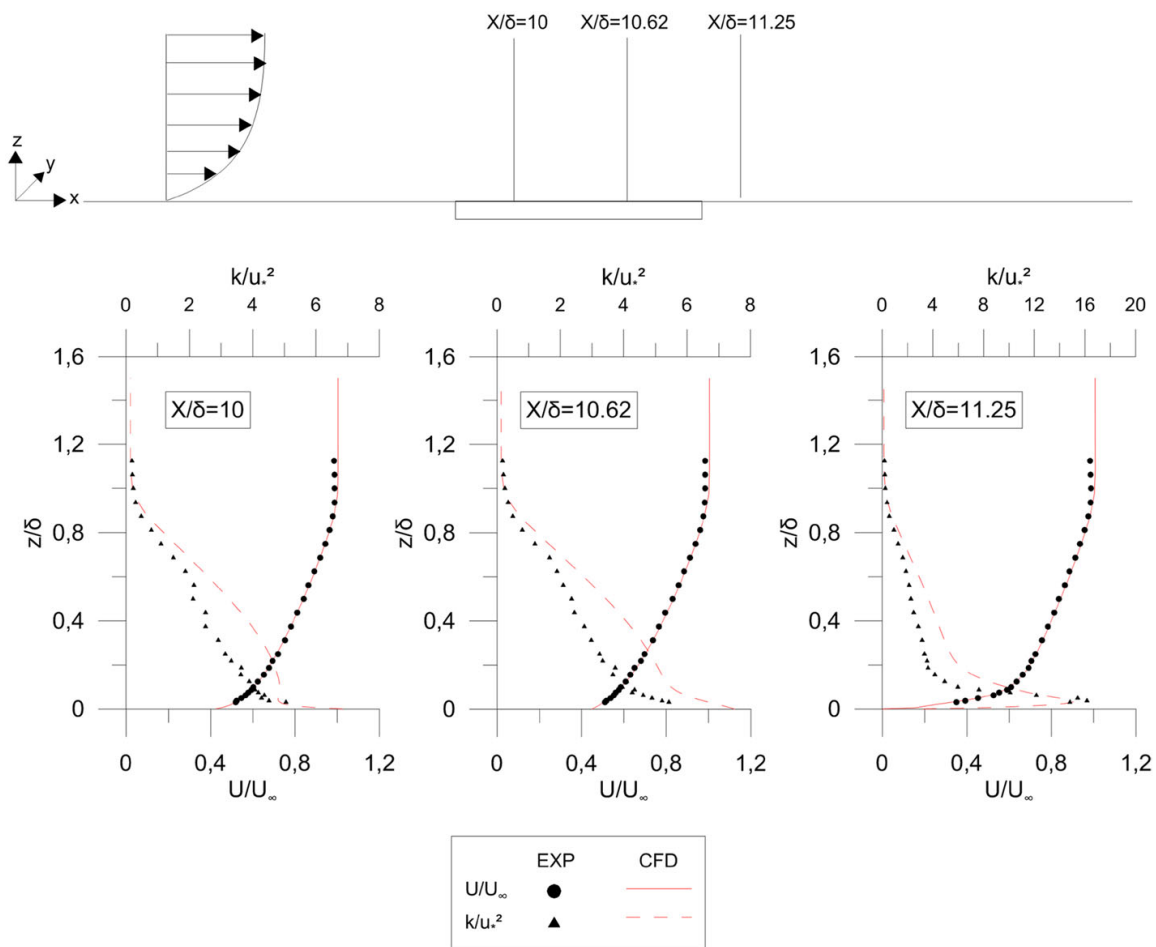 X/δ=10 X/δ=10.62 X/δ=11.25
z
y
x
k/u*² k/u*² k/u*²
0 2 4 6 8 0 2 4 6 8 0 4 8 12 16 20
1,6 1,6 1,6
X/δ=10 X/δ=10.62 X/δ=11.25
1,2 1,2 1,2
z/δ z/δ z/δ
0,8 0,8 0,8
0,4 0,4 0,4
0 0 0
0 0,4 0,8 1,2 0 0,4 0,8 1,2 0 0,4 0,8 1,2
U/U∞ U/U∞ U/U∞
EXP CFD
U/U∞
k/u*²